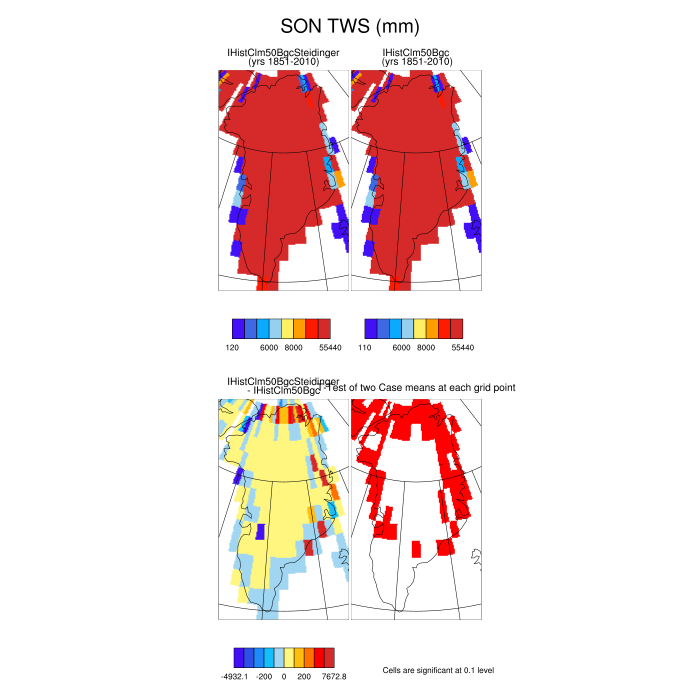 SON TWS (mm)
IHistClm50BgcSteidinger
(yrs 1851-2010)
IHistClm50Bgc
(yrs 1851-2010)
120 6000 8000 55440
110 6000 8000 55440
IHistClm50BgcSteidinger
- IHistClm50Bgc
Test of two Case means at each grid point
-4932.1 -200 0 200 7672.8
Cells are significant at 0.1 level